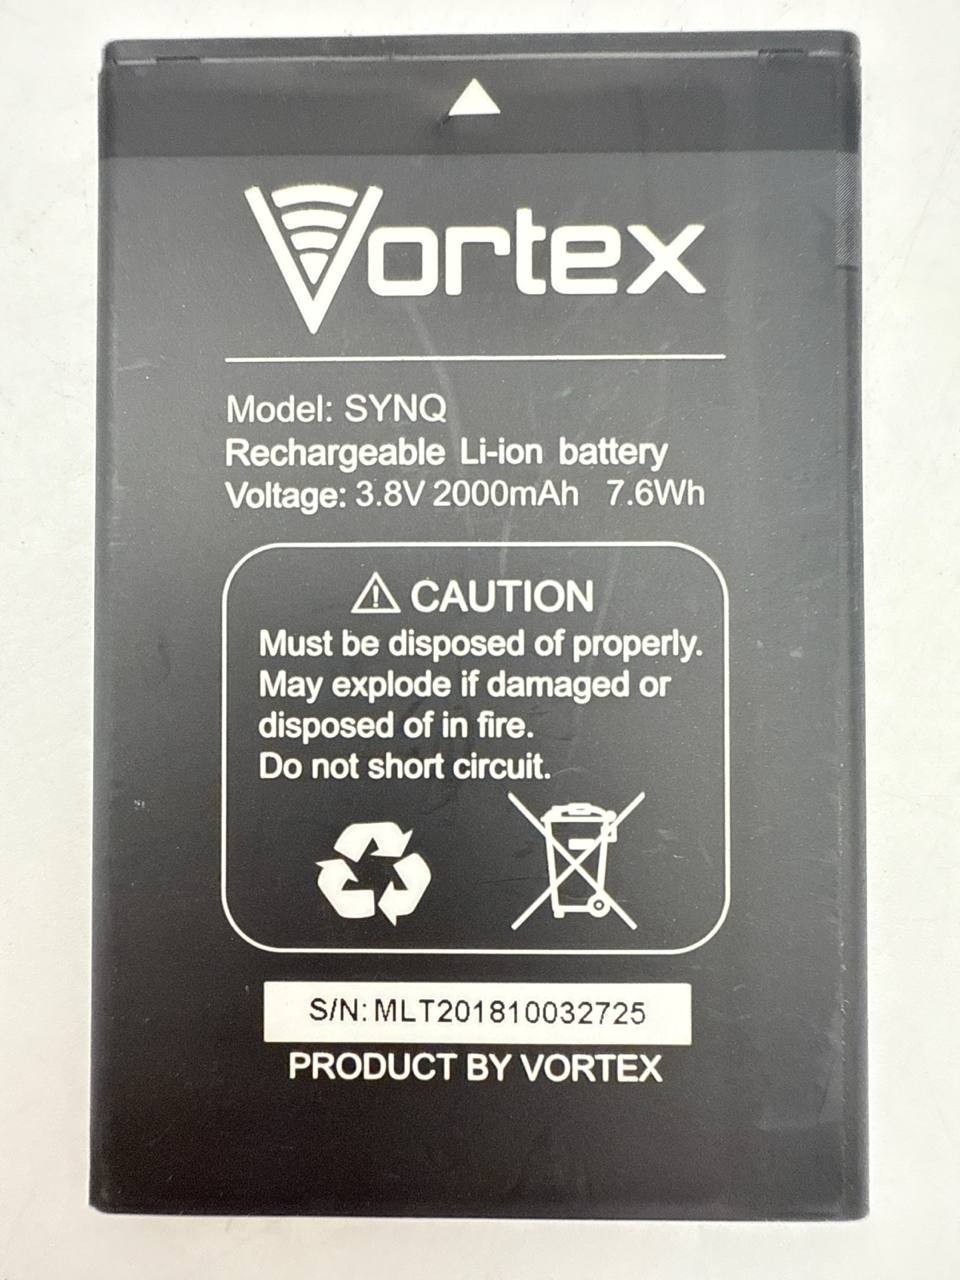 Vortex
Model: SYNQ
Rechargeable Li-ion battery
Voltage: 3.8V 2000mAh 7.6Wh
CAUTION
Must be disposed of properly.
May explode if damaged or
disposed of in fire.
Do not short circuit.
S/N: MLT201810032725
PRODUCT BY VORTEX